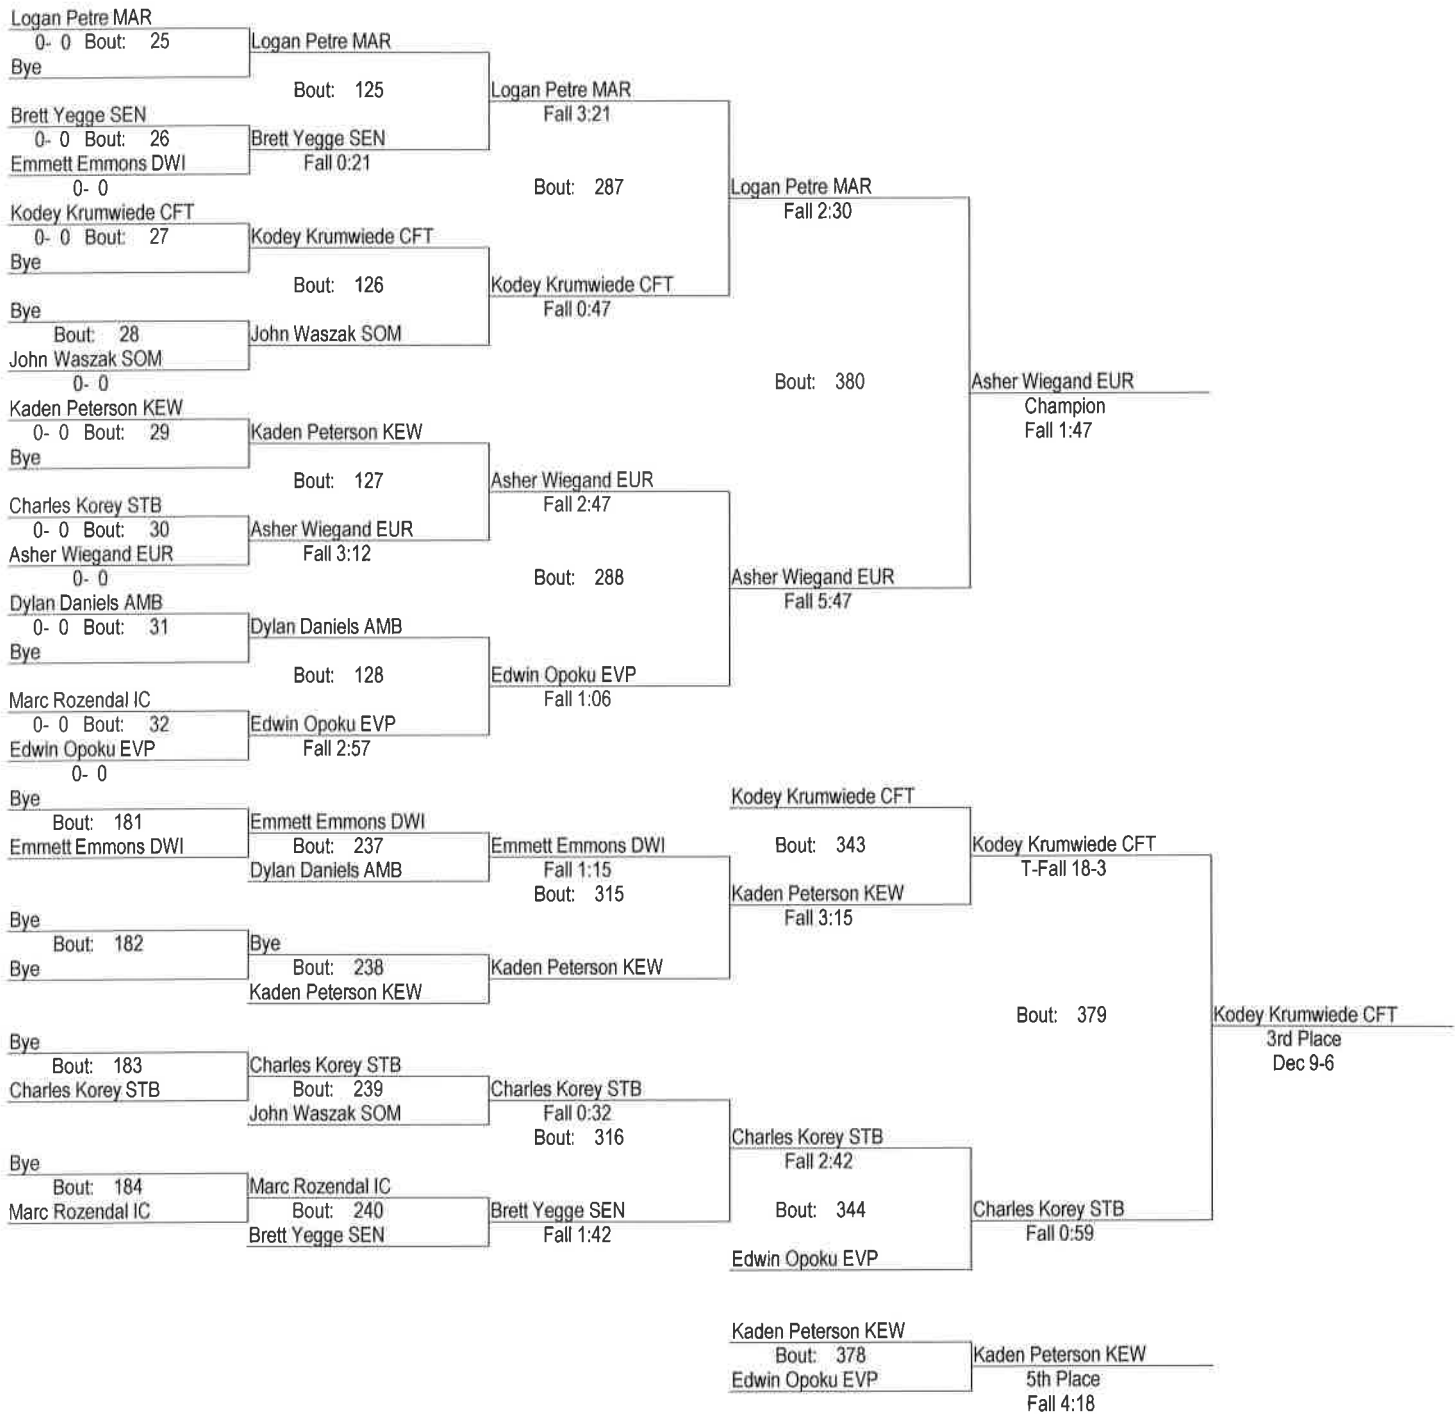 Logan Petre MAR
0- 0 Bout: 25
Bye
Logan Petre MAR
Bout: 125
Brett Yegge SEN
0- 0 Bout: 26
Emmett Emmons DWI
0- 0
Brett Yegge SEN
Fall 0:21
Logan Petre MAR
Fall 3:21
Bout: 287
Kodey Krumwiede CFT
0- 0 Bout: 27
Bye
Kodey Krumwiede CFT
Bout: 126
Bye
Bout: 28
John Waszak SOM
0- 0
John Waszak SOM
Kodey Krumwiede CFT
Fall 0:47
Logan Petre MAR
Fall 2:30
Bout: 380
Kaden Peterson KEW
0- 0 Bout: 29
Bye
Kaden Peterson KEW
Bout: 127
Charles Korey STB
0- 0 Bout: 30
Asher Wiegand EUR
0- 0
Asher Wiegand EUR
Fall 3:12
Asher Wiegand EUR
Fall 2:47
Bout: 288
Dylan Daniels AMB
0- 0 Bout: 31
Bye
Dylan Daniels AMB
Bout: 128
Marc Rozendal IC
0- 0 Bout: 32
Edwin Opoku EVP
0- 0
Edwin Opoku EVP
Fall 2:57
Edwin Opoku EVP
Fall 1:06
Asher Wiegand EUR
Fall 5:47
Asher Wiegand EUR
Champion
Fall 1:47
Bye
Bout: 181
Emmett Emmons DWI
Emmett Emmons DWI
Bout: 237
Dylan Daniels AMB
Emmett Emmons DWI
Fall 1:15
Bout: 315
Bye
Bout: 182
Bye
Bye
Bout: 238
Kaden Peterson KEW
Kaden Peterson KEW
Kodey Krumwiede CFT
Bout: 343
Kaden Peterson KEW
Fall 3:15
Kodey Krumwiede CFT
T-Fall 18-3
Bout: 379
Bye
Bout: 183
Charles Korey STB
Charles Korey STB
Bout: 239
John Waszak SOM
Charles Korey STB
Fall 0:32
Bout: 316
Bye
Bout: 184
Marc Rozendal IC
Marc Rozendal IC
Bout: 240
Brett Yegge SEN
Brett Yegge SEN
Fall 1:42
Charles Korey STB
Fall 2:42
Bout: 344
Edwin Opoku EVP
Charles Korey STB
Fall 0:59
Kodey Krumwiede CFT
3rd Place
Dec 9-6
Kaden Peterson KEW
Bout: 378
Edwin Opoku EVP
Kaden Peterson KEW
5th Place
Fall 4:18